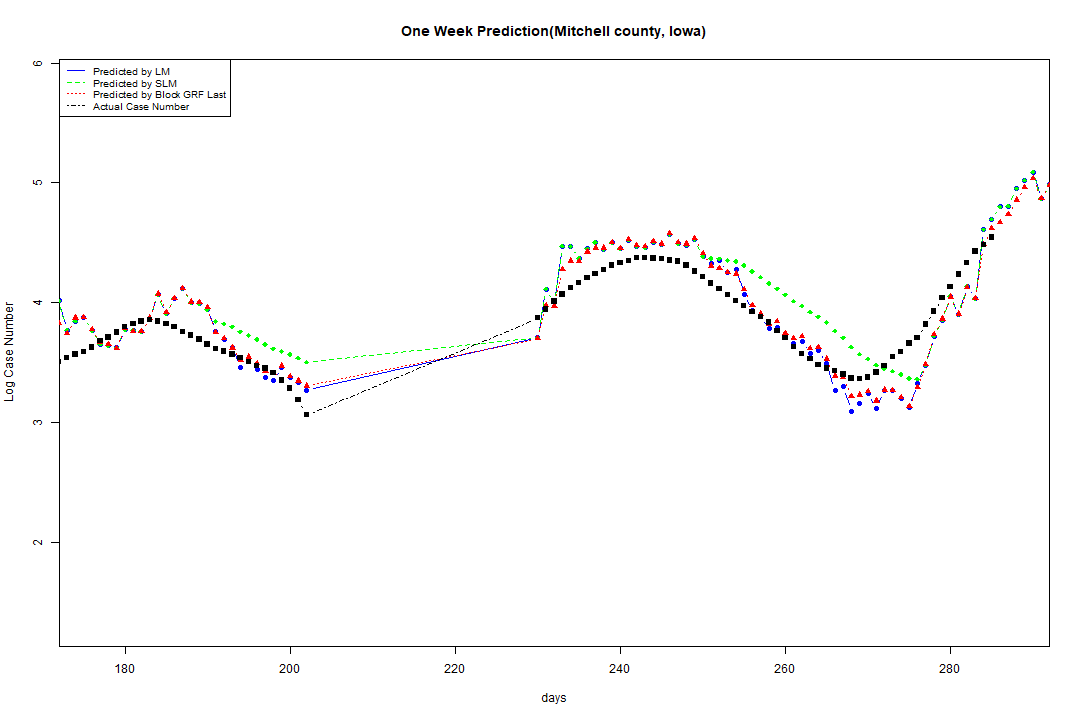 One Week Prediction(Mitchell county, Iowa)
Predicted by LM
Predicted by SLM
Predicted by Block GRF Last
Actual Case Number
Log Case Number
6
5
4
3
2
180 200 220 240 260 280
days